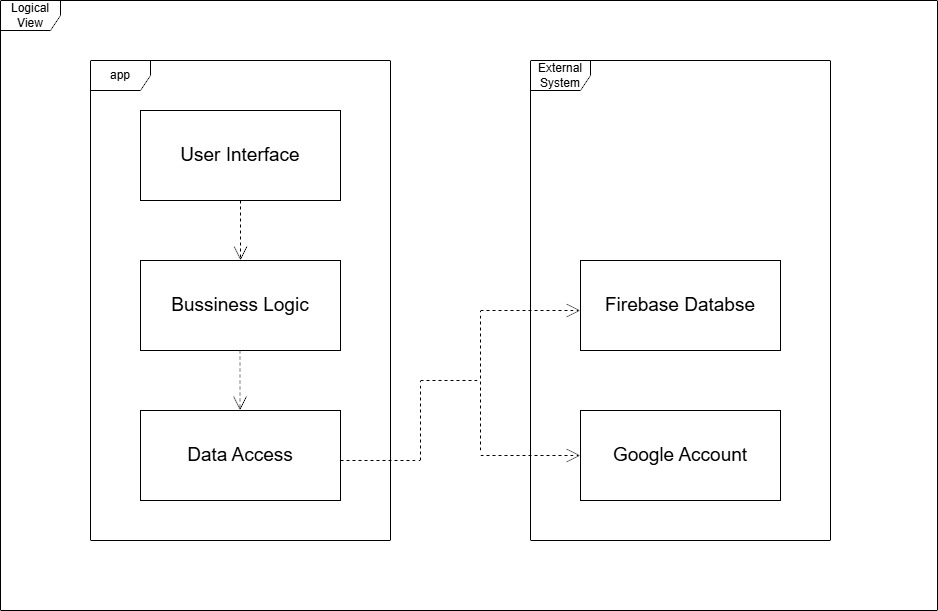 Logical
View
app
User Interface
Bussiness Logic
Data Access
External
System
Firebase Databse
Google Account